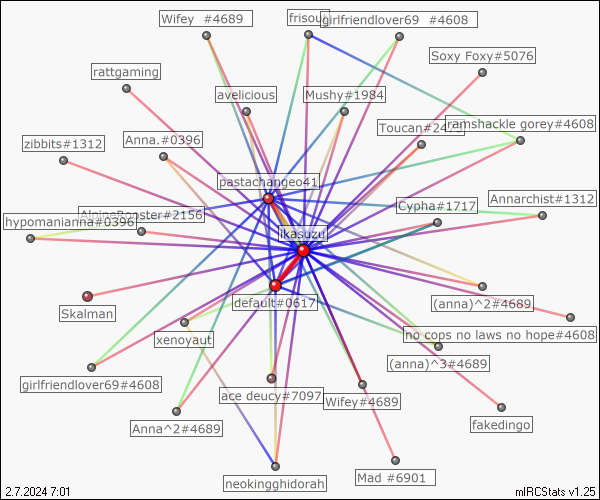 Wifey #4689
frisouy
girlfriendlover69 #4608
Soxy Foxy#5076
rattgaming
avelicious
Mushy#1984
Toucan#24
ramshackle gorey#4608
zibbits#1312
Anna.#0396
pastachangeo41
Annarchist#1312
Cypha#1717
AlpineRooster#2156
hypomanianna#0396
ikasuzu
default#0617
(anna)^2#4689
Skalman
no cops no laws no hope#4608
xenoyaut
(anna)^3#4689
girlfriendlover69#4608
ace deucy#7097
Wifey#4689
fakedingo
Anna^2#4689
neokingghidorah
Mad #6901
2.7.2024 7:01
mIRCStats v1.25